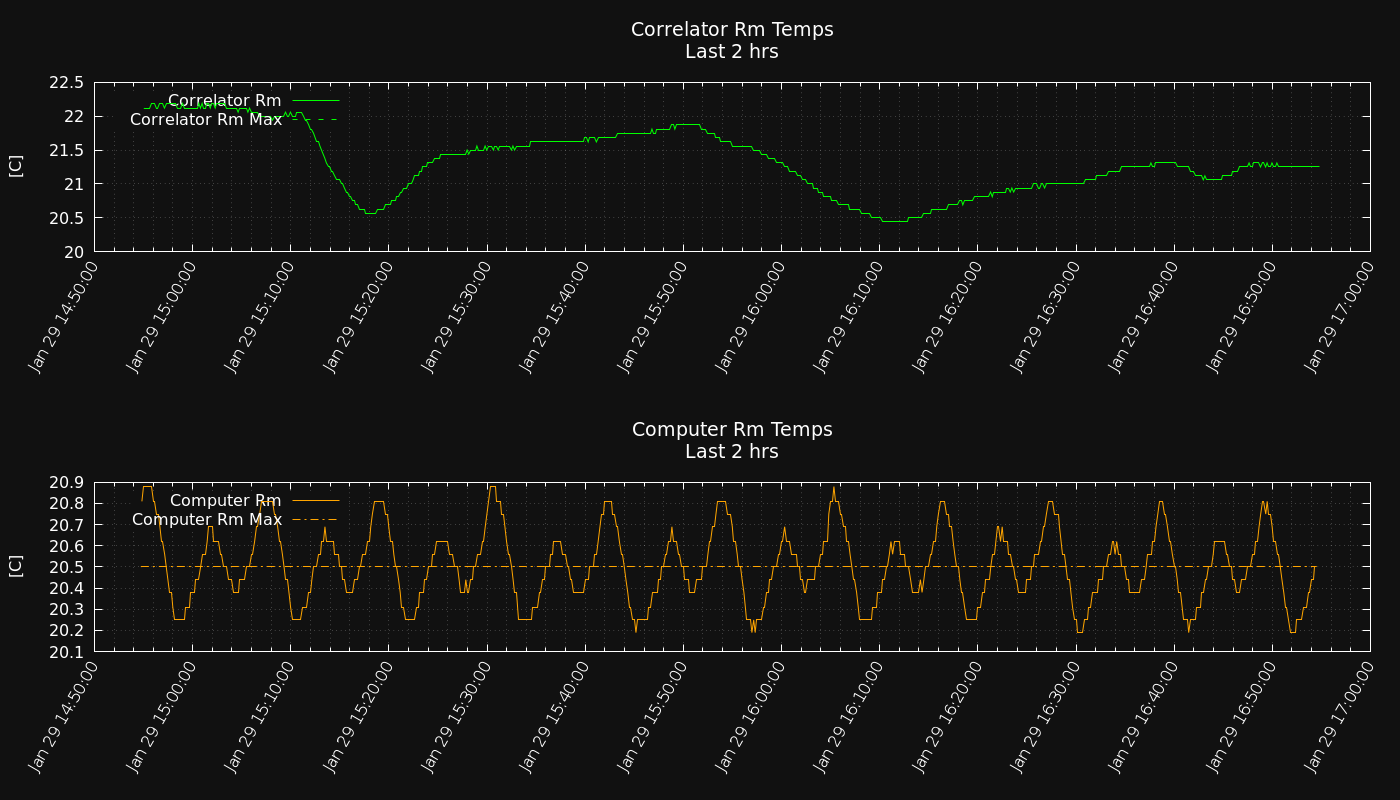 Correlator Rm Temps
Last 2 hrs
[C]
22.5
22
21.5
21
20.5
20
Correlator Rm
Correlator Rm Max
Jan 29 14:50:00
Jan 29 15:00:00
Jan 29 15:10:00
Jan 29 15:20:00
Jan 29 15:30:00
Jan 29 15:40:00
Jan 29 15:50:00
Jan 29 16:00:00
Jan 29 16:10:00
Jan 29 16:20:00
Jan 29 16:30:00
Jan 29 16:40:00
Jan 29 16:50:00
Jan 29 17:00:00
Computer Rm Temps
Last 2 hrs
[C]
20.9
20.8
20.7
20.6
20.5
20.4
20.3
20.2
20.1
Computer Rm
Computer Rm Max
Jan 29 14:50:00
Jan 29 15:00:00
Jan 29 15:10:00
Jan 29 15:20:00
Jan 29 15:30:00
Jan 29 15:40:00
Jan 29 15:50:00
Jan 29 16:00:00
Jan 29 16:10:00
Jan 29 16:20:00
Jan 29 16:30:00
Jan 29 16:40:00
Jan 29 16:50:00
Jan 29 17:00:00